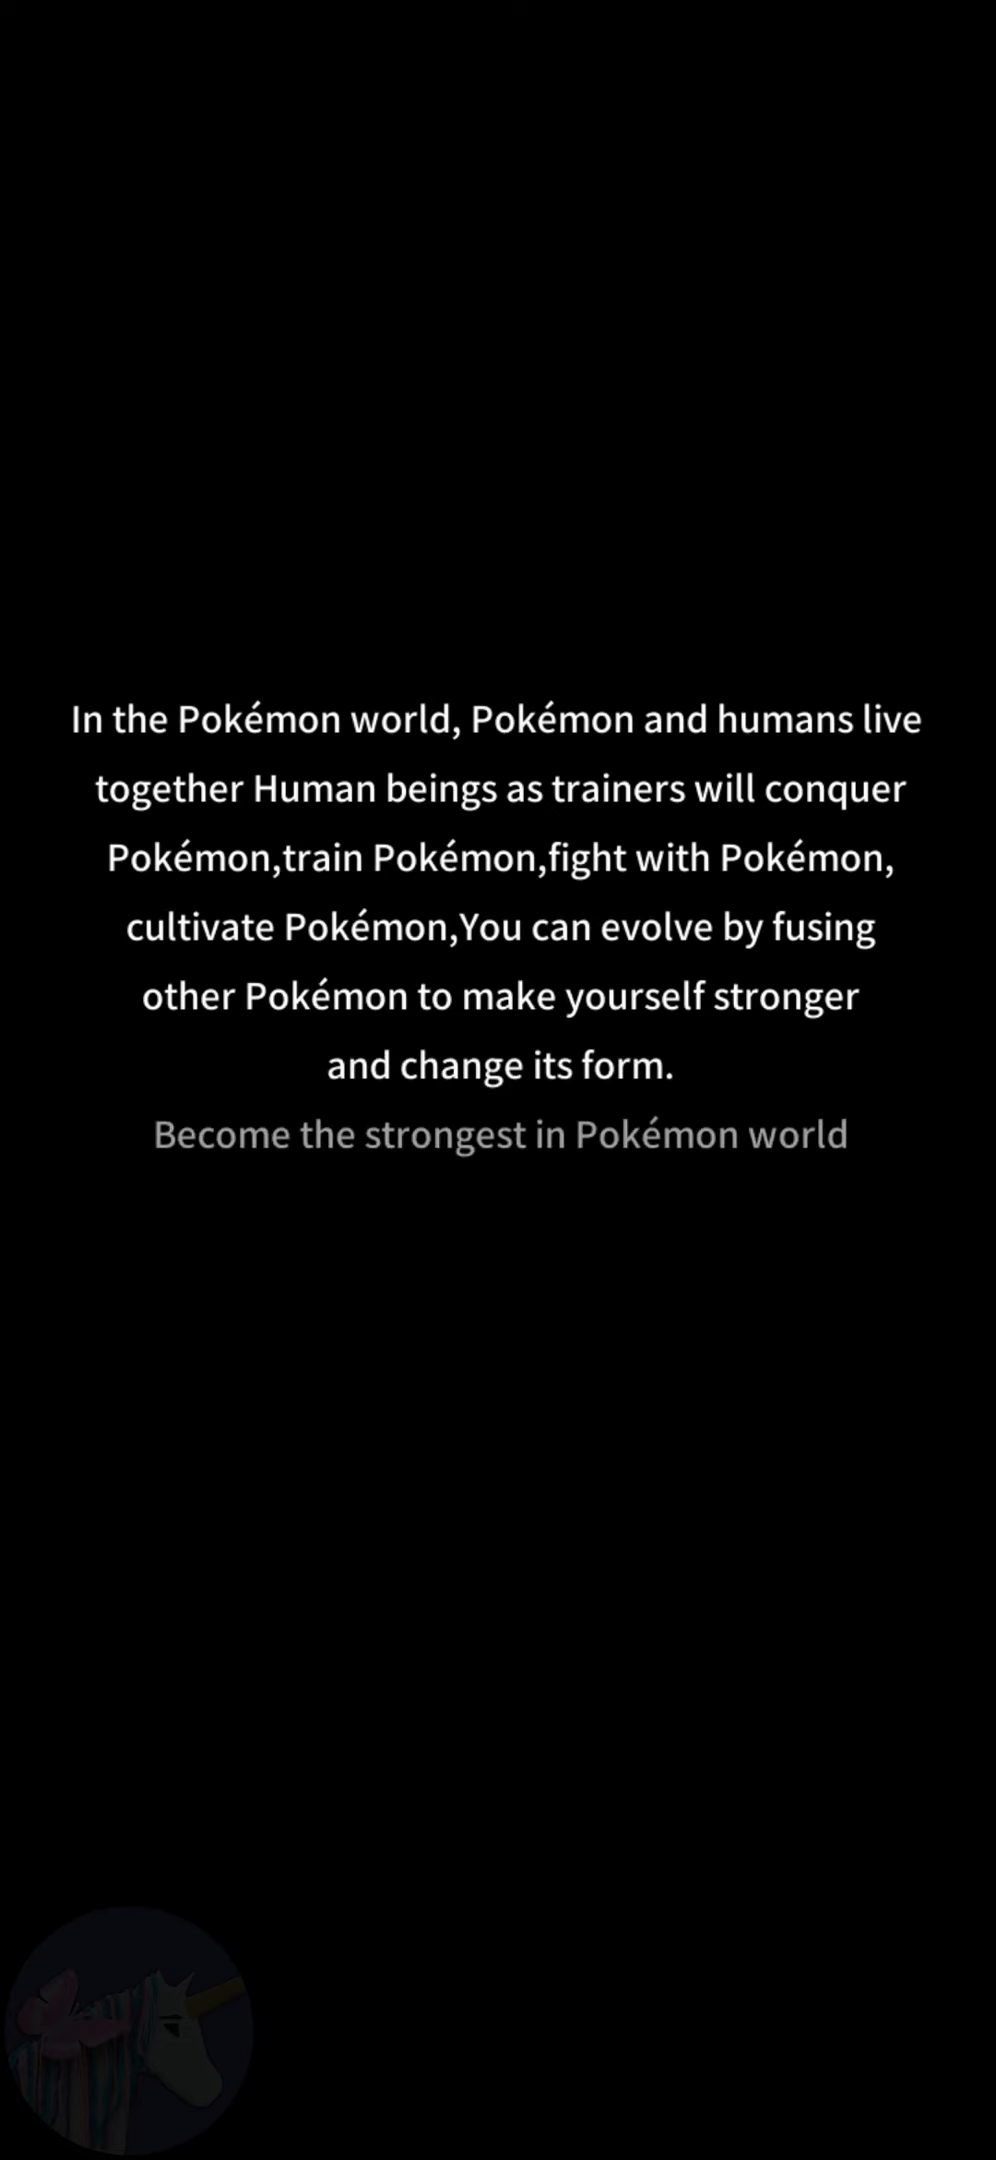 In the Pokémon world, Pokémon and humans live
together Human beings as trainers will conquer
Pokémon,train Pokémon,fight with Pokémon,
cultivate Pokémon,You can evolve by fusing
other Pokémon to make yourself stronger
and change its form.
Become the strongest in Pokémon world